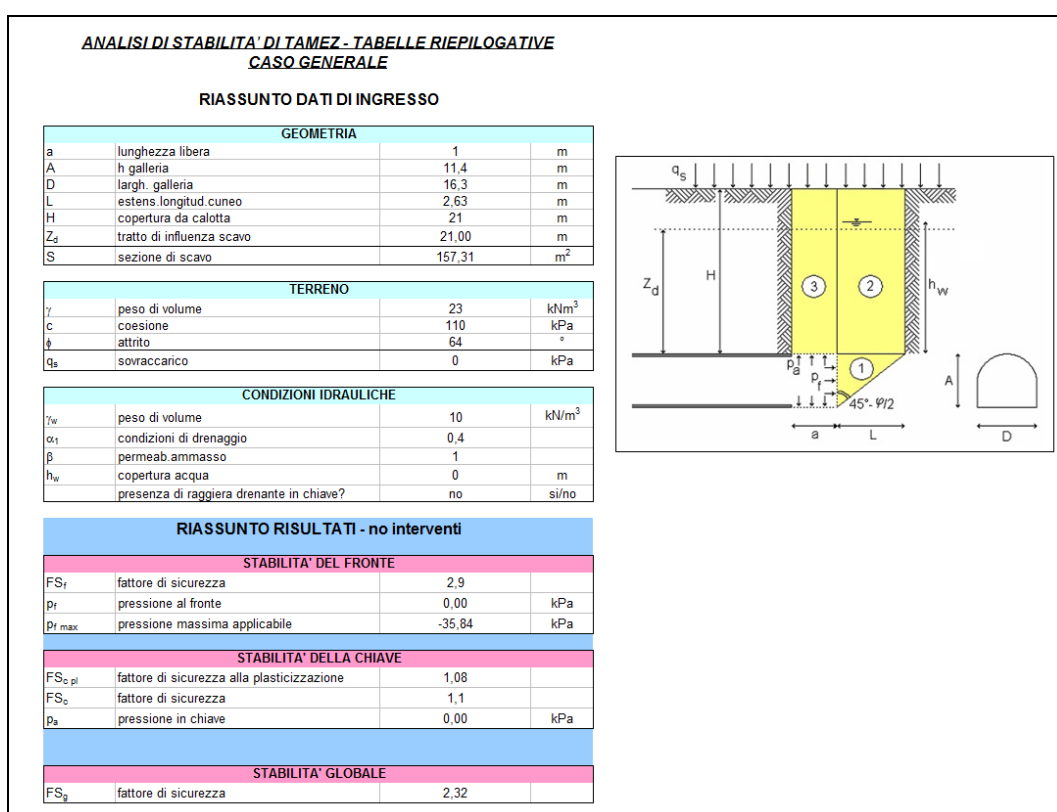 ANALISI DI STABILITA' DI TAMEZ - TABELLE RIEPILOGATIVE
CASO GENERALE
RIASSUNTO DATI DI INGRESSO
GEOMETRIA
a lunghezza libera 1 m
A h galleria 11,4 m
D largh. galleria 16,3 m
L estens.longitud.cuneo 2,63 m
H copertura da calotta 21 m
Zd tratto di influenza scavo 21,00 m
S sezione di scavo 157,31 m²
TERRENO
γ peso di volume 23 kNm³
c coesione 110 kPa
ϕ attrito 64 °
qs sovraccarico 0 kPa
CONDIZIONI IDRAULICHE
γw peso di volume 10 kN/m³
α1 condizioni di drenaggio 0,4
β permeab.ammasso 1
hw copertura acqua 0 m
presenza di raggiera drenante in chiave? no si/no
RIASSUNTO RISULTATI - no interventi
STABILITA' DEL FRONTE
FSf fattore di sicurezza 2,9
pf pressione al fronte 0,00 kPa
pf max pressione massima applicabile -35,84 kPa
STABILITA' DELLA CHIAVE
FSc pl fattore di sicurezza alla plasticizzazione 1,08
FSc fattore di sicurezza 1,1
pa pressione in chiave 0,00 kPa
STABILITA' GLOBALE
FSg fattore di sicurezza 2,32
qs
Zd
H
3
2
hw
pa
pf
1
45°- φ/2
A
a
L
D